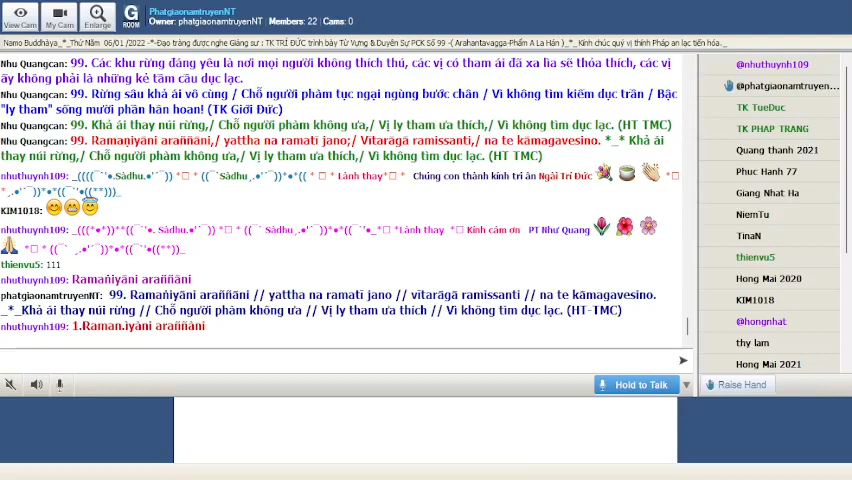 PhatgiaonamtruyenNT
Owner: phatgiaonamtruyenNT Members: 22 / Cams: 0
View Cam
My Cam
Enlarge
G ROOM
Namo Buddhàya_*_Thứ Năm 06/01 /2022 -*-Đạo tràng được nghe Giảng sư : TK TRÍ ĐỨC trình bày Từ Vựng & Duyên Sự PCK Số 99 -( Arahantavagga-Phẩm A La Hán )_*_ Kính chúc quý vị thính Pháp an lạc tiến hóa._
Nhu Quangcan: 99. Các khu rừng đáng yêu là nơi mọi người không thích thú, các vị có tham ái đã xa lìa sẽ thỏa thích, các vị
ấy không phải là những kẻ tầm cầu dục lạc.
Nhu Quangcan: 99. Rừng sâu khả ái vô cùng / Chỗ người phàm tục ngại ngùng bước chân / Vì không tìm kiếm dục trần / Bậc
"ly tham" sống mười phần hân hoan! (TK Giới Đức)
Nhu Quangcan: 99. Khả ái thay núi rừng,/ Chỗ người phàm không ưa,/ Vị ly tham ưa thích,/ Vì không tìm dục lạc. (HT TMC)
Nhu Quangcan: 99. Ramaṇiyāni araññāni,/ yattha na ramatī jano;/ Vītarāgā ramissanti,/ na te kāmagavesino. *_* Khả ái
thay núi rừng,/ Chỗ người phàm không ưa,/ Vị ly tham ưa thích,/ Vì không tìm dục lạc. (HT TMC)
nhuthuynh109: Lành thay Chúng con thành kính tri ân Ngài Trí Đức
KIM1018:
nhuthuynh109: Lành thay Kính cám ơn PT Như Quang
thienvu5: 111
nhuthuynh109: Ramaṇiyāni araññāni
phatgiaonamtruyenNT: 99. Ramaṇiyāni araññāni // yattha na ramatī jano // vītarāgā ramissanti // na te kāmagavesino.
_*_Khả ái thay núi rừng // Chỗ người phàm không ưa // Vị ly tham ưa thích // Vì không tìm dục lạc. (HT-TMC)
nhuthuynh109: 1.Raman.iyàni araññàni
Hold to Talk
@nhuthuynh109
@phatgiaonamtruyen...
TK TueDuc
TK PHAP TRANG
Quang thanh 2021
Phuc Hanh 77
Giang Nhat Ha
NiemTu
TinaN
thienvu5
Hong Mai 2020
KIM1018
@hongnhat
thy lam
Hong Mai 2021
Raise Hand